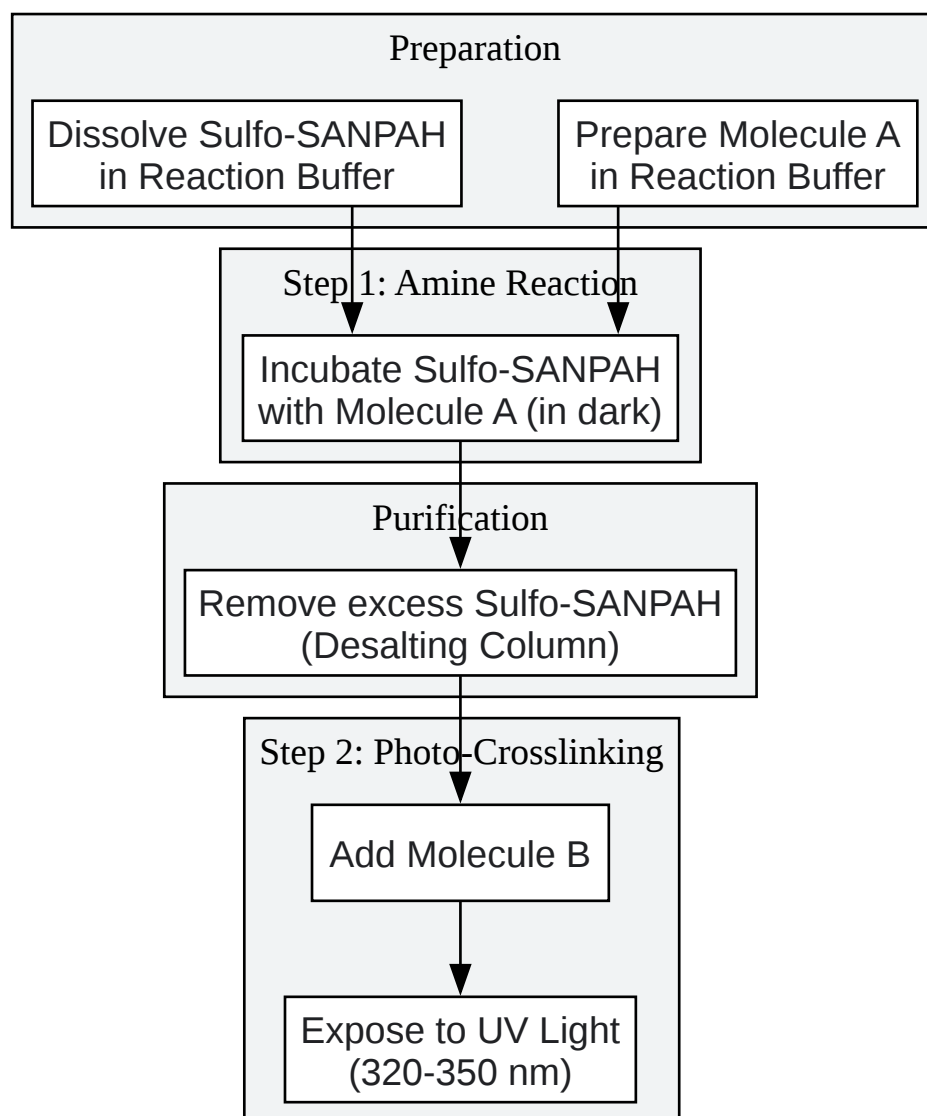 Preparation
Dissolve Sulfo-SANPAH
in Reaction Buffer
Prepare Molecule A
in Reaction Buffer
Step 1: Amine Reaction
Incubate Sulfo-SANPAH
with Molecule A (in dark)
Purification
Remove excess Sulfo-SANPAH
(Desalting Column)
Step 2: Photo-Crosslinking
Add Molecule B
Expose to UV Light
(320-350 nm)